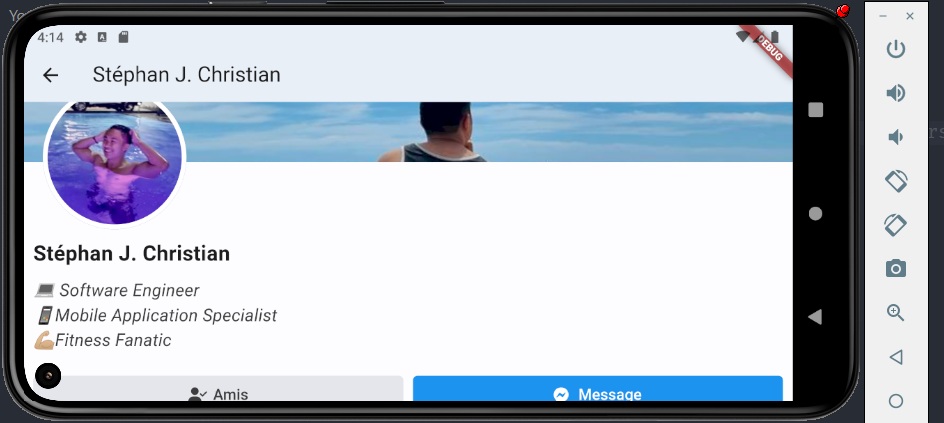 Yo
4:14
DEBUG
Stéphan J. Christian
rs
Stéphan J. Christian
Software Engineer
Mobile Application Specialist
Fitness Fanatic
Amis
Message